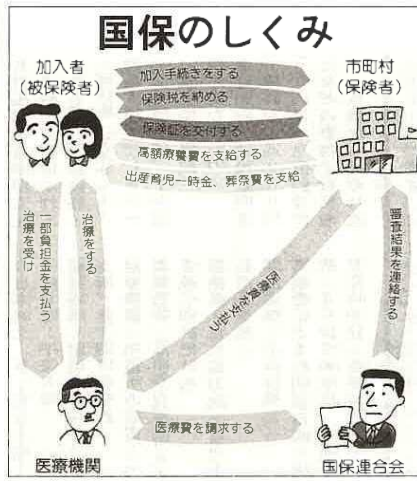 国保のしくみ
加入者
（被保険者）
市町村
（保険者）
加入手続きをする
保険税を納める
保険証を交付する
高額療養費を支給する
出産育児一時金、葬祭費を支給
治療を受け
一部負担金を支払う
治療をする
医療費を支払う
審査結果を連絡する
医療費を請求する
医療機関
国保連合会